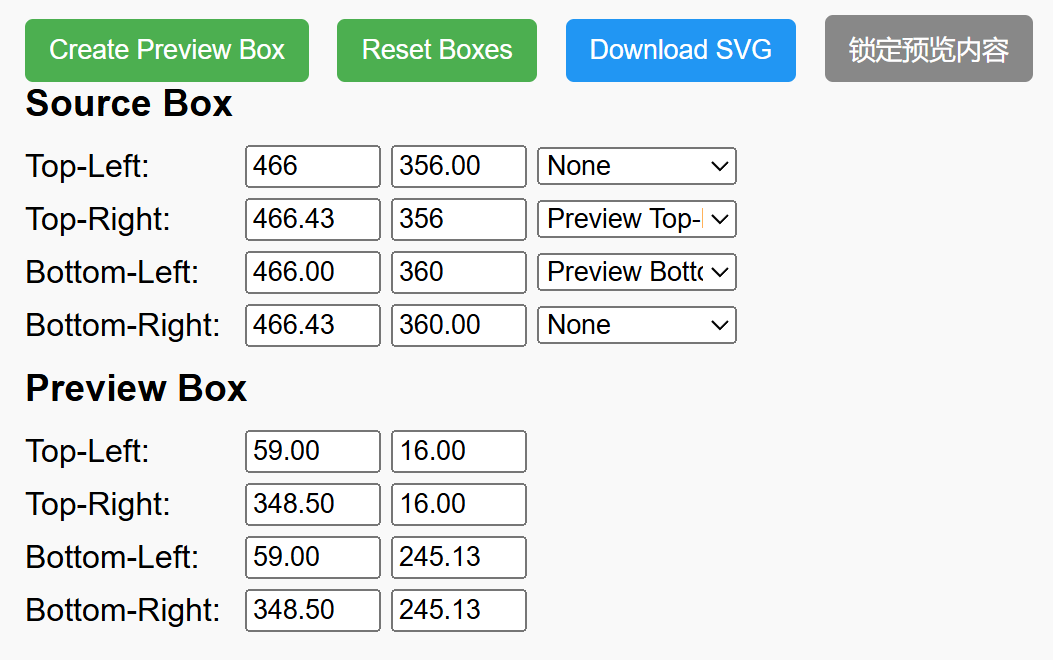 Create Preview Box Reset Boxes Download SVG 锁定预览内容
Source Box
Top-Left: 466 356.00 None
Top-Right: 466.43 356 Preview Top-
Bottom-Left: 466.00 360 Preview Botto
Bottom-Right: 466.43 360.00 None
Preview Box
Top-Left: 59.00 16.00
Top-Right: 348.50 16.00
Bottom-Left: 59.00 245.13
Bottom-Right: 348.50 245.13